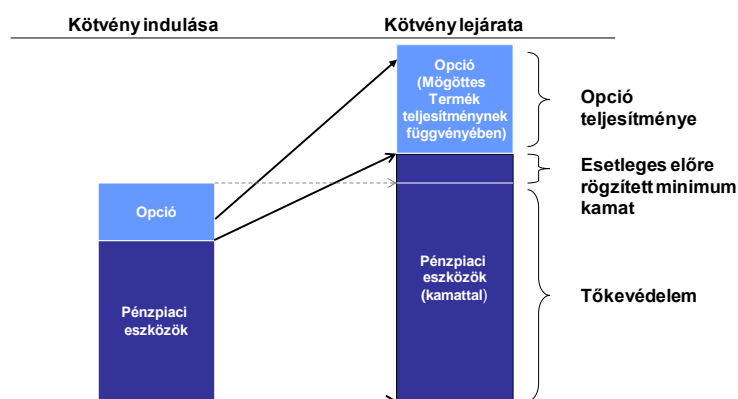 Kötvény indulása
Kötvény lejárata
Opció
(Mögöttes
Termék
teljesítménynek
függvényében)
Opció
teljesítménye
Esetleges előre
rögzített minimum
kamat
Opció
Pénzpiaci
eszközök
(kamattal)
Tőkevédelem
Pénzpiaci
eszközök